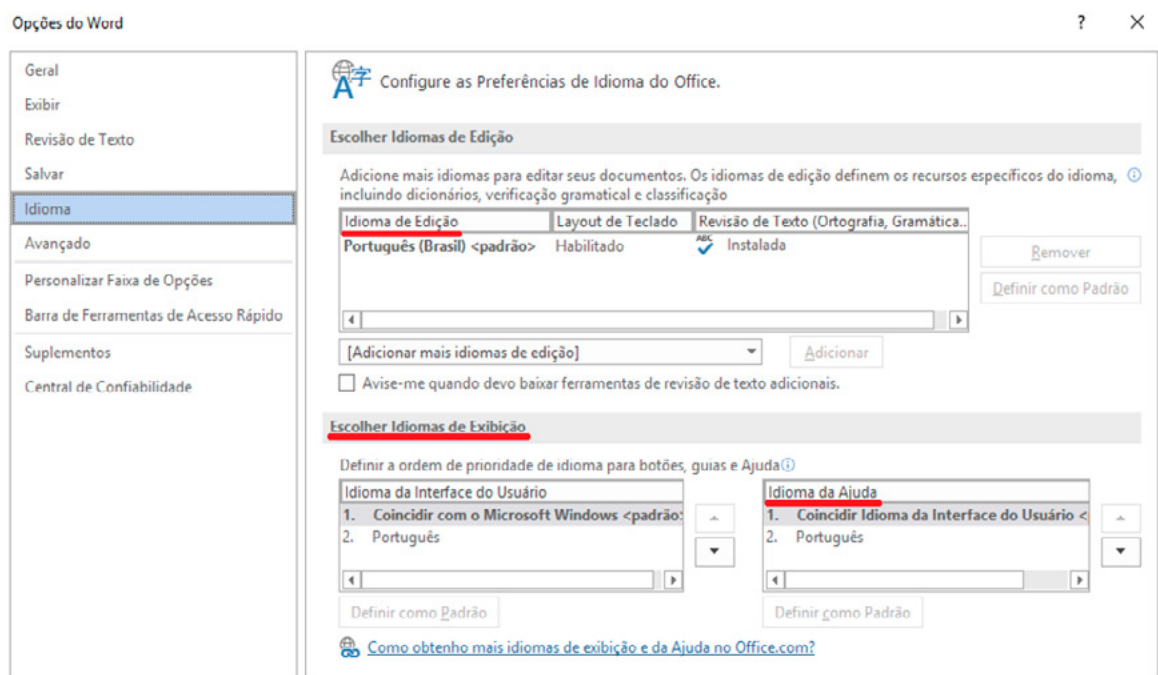 Opções do Word
?
Geral
Exibir
Revisão de Texto
Salvar
Idioma
Avançado
Personalizar Faixa de Opções
Barra de Ferramentas de Acesso Rápido
Suplementos
Central de Confiabilidade
Configure as Preferências de Idioma do Office.
Escolher Idiomas de Edição
Adicione mais idiomas para editar seus documentos. Os idiomas de edição definem os recursos específicos do idioma,
incluindo dicionários, verificação gramatical e classificação
Idioma de Edição Layout de Teclado Revisão de Texto (Ortografia, Gramática..
Português (Brasil) <padrão> Habilitado ABC Instalada
Remover
Definir como Padrão
[Adicionar mais idiomas de edição] Adicionar
Avise-me quando devo baixar ferramentas de revisão de texto adicionais.
Escolher Idiomas de Exibição
Definir a ordem de prioridade de idioma para botões, guias e Ajuda
Idioma da Interface do Usuário
1. Coincidir com o Microsoft Windows <padrão>
2. Português
Definir como Padrão
Idioma da Ajuda
1. Coincidir Idioma da Interface do Usuário <
2. Português
Definir como Padrão
Como obtenho mais idiomas de exibição e da Ajuda no Office.com?